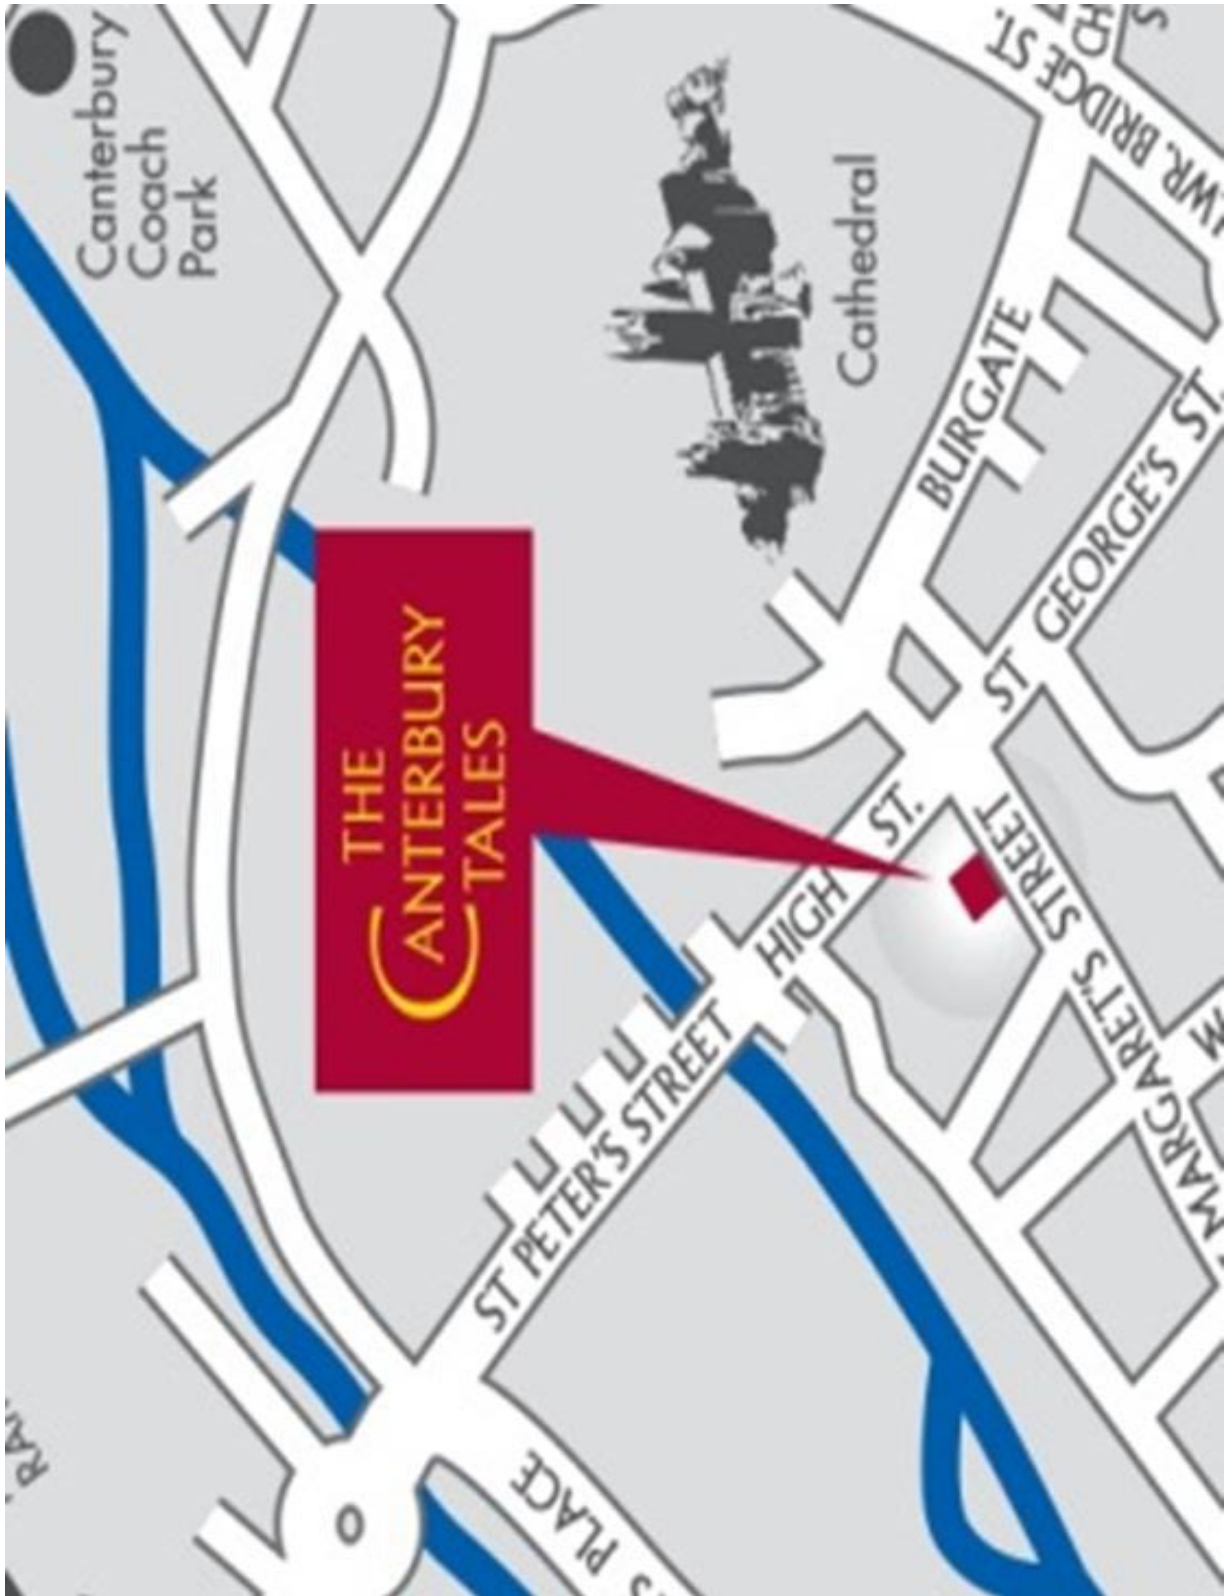 Canterbury
Coach
Park
LWR. BRIDGE ST.
Cathedral
BURGATE
ST GEORGE'S ST.
THE
CANTERBURY
TALES
HIGH ST.
ST PETER'S STREET
MARGARET'S STREET
PLACE